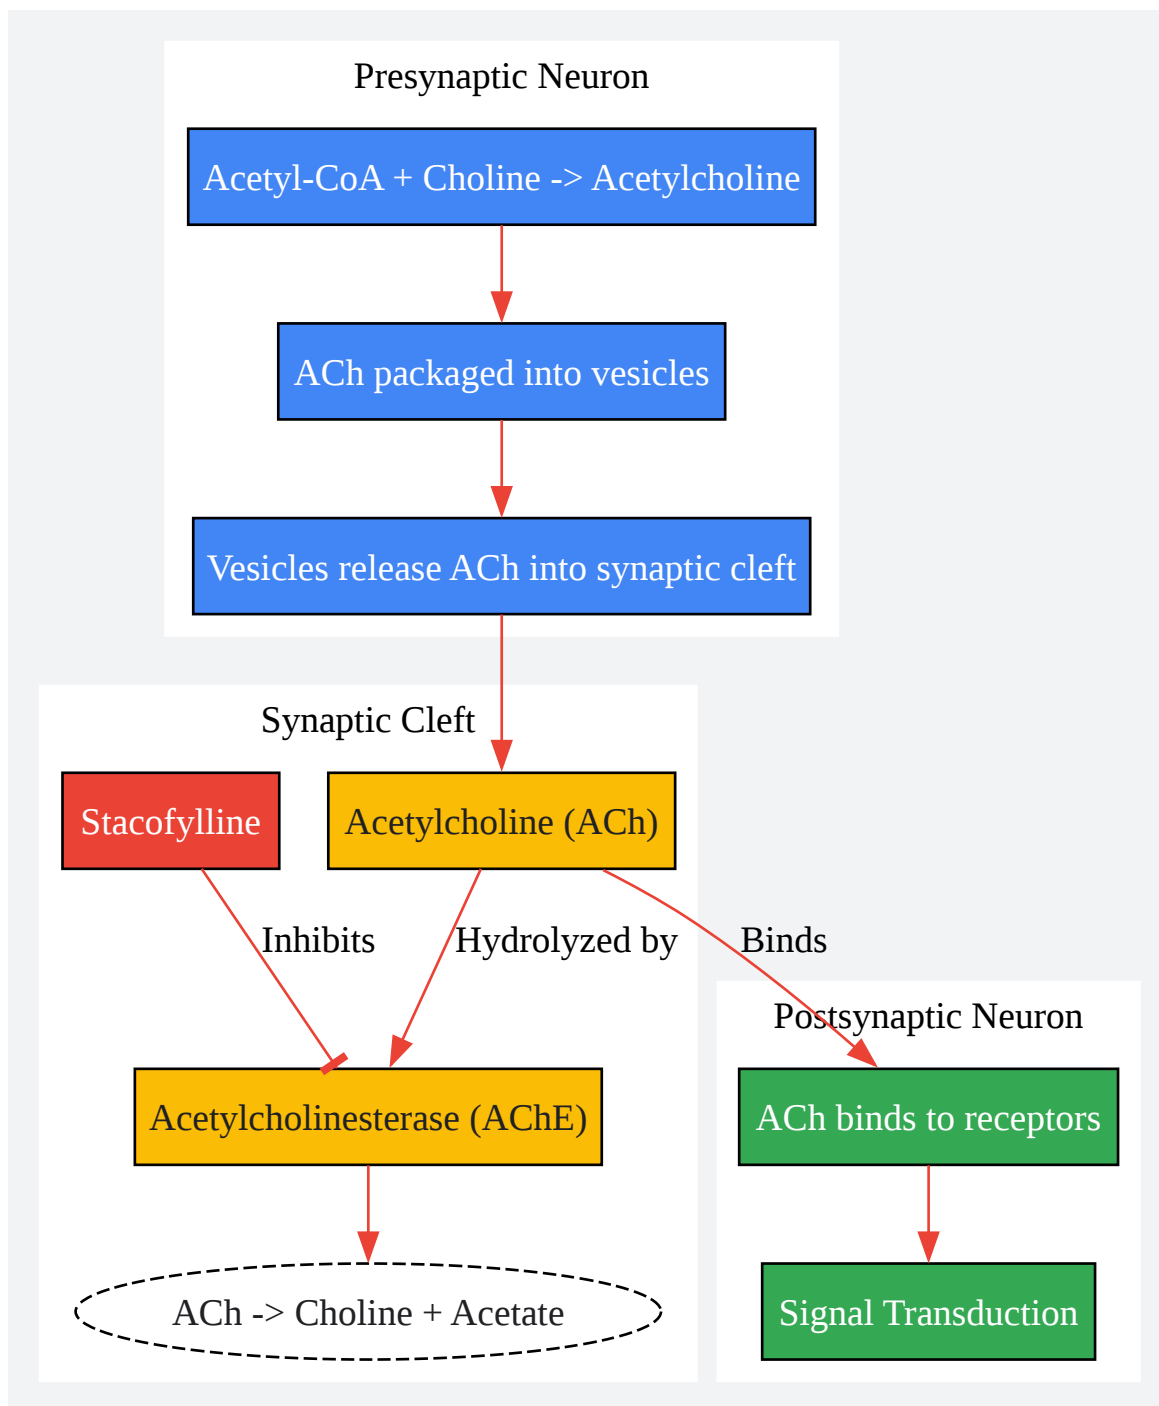 Presynaptic Neuron
Acetyl-CoA + Choline -> Acetylcholine
ACh packaged into vesicles
Vesicles release ACh into synaptic cleft
Synaptic Cleft
Stacofylline
Acetylcholine (ACh)
Inhibits
Hydrolyzed by
Binds
Postsynaptic Neuron
Acetylcholinesterase (AChE)
ACh binds to receptors
ACh -> Choline + Acetate
Signal Transduction